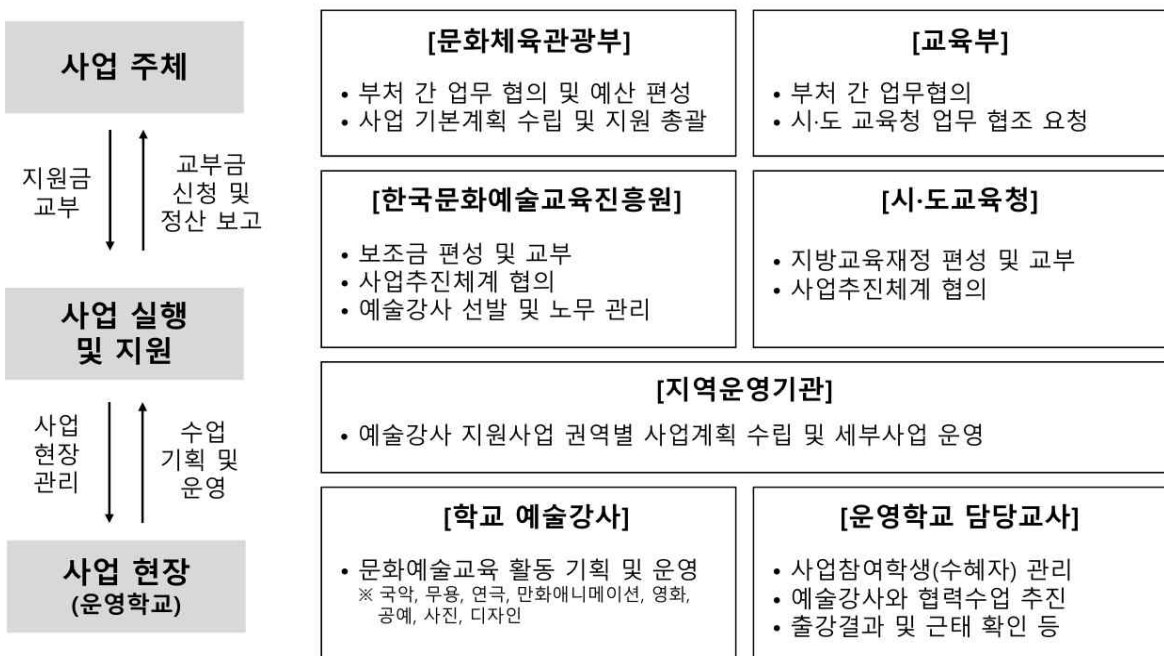 사업 주체
지원금
교부
교부금
신청 및
정산 보고
사업 실행
및 지원
사업
현장
관리
수업
기획 및
운영
사업 현장
(운영학교)
[문화체육관광부]
• 부처 간 업무 협의 및 예산 편성
• 사업 기본계획 수립 및 지원 총괄
[교육부]
• 부처 간 업무협의
• 시·도 교육청 업무 협조 요청
[한국문화예술교육진흥원]
• 보조금 편성 및 교부
• 사업추진체계 협의
• 예술강사 선발 및 노무 관리
[시·도교육청]
• 지방교육재정 편성 및 교부
• 사업추진체계 협의
[지역운영기관]
• 예술강사 지원사업 권역별 사업계획 수립 및 세부사업 운영
[학교 예술강사]
• 문화예술교육 활동 기획 및 운영
※ 국악, 무용, 연극, 만화애니메이션, 영화,
공예, 사진, 디자인
[운영학교 담당교사]
• 사업참여학생(수혜자) 관리
• 예술강사와 협력수업 추진
• 출강결과 및 근태 확인 등